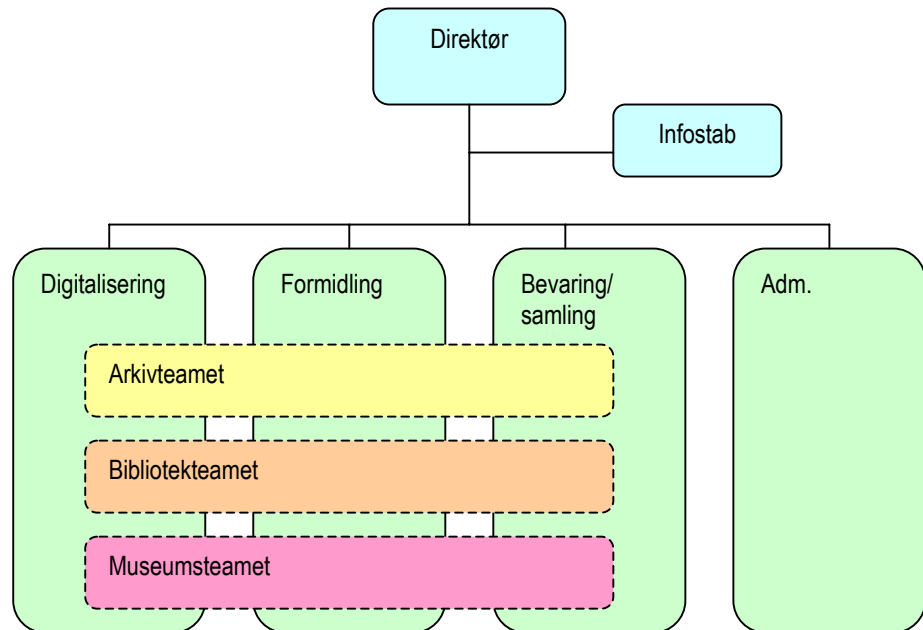 Direktør
Infostab
Digitalisering
Formidling
Bevaring/
samling
Adm.
Arkivteamet
Bibliotekteamet
Museumsteamet